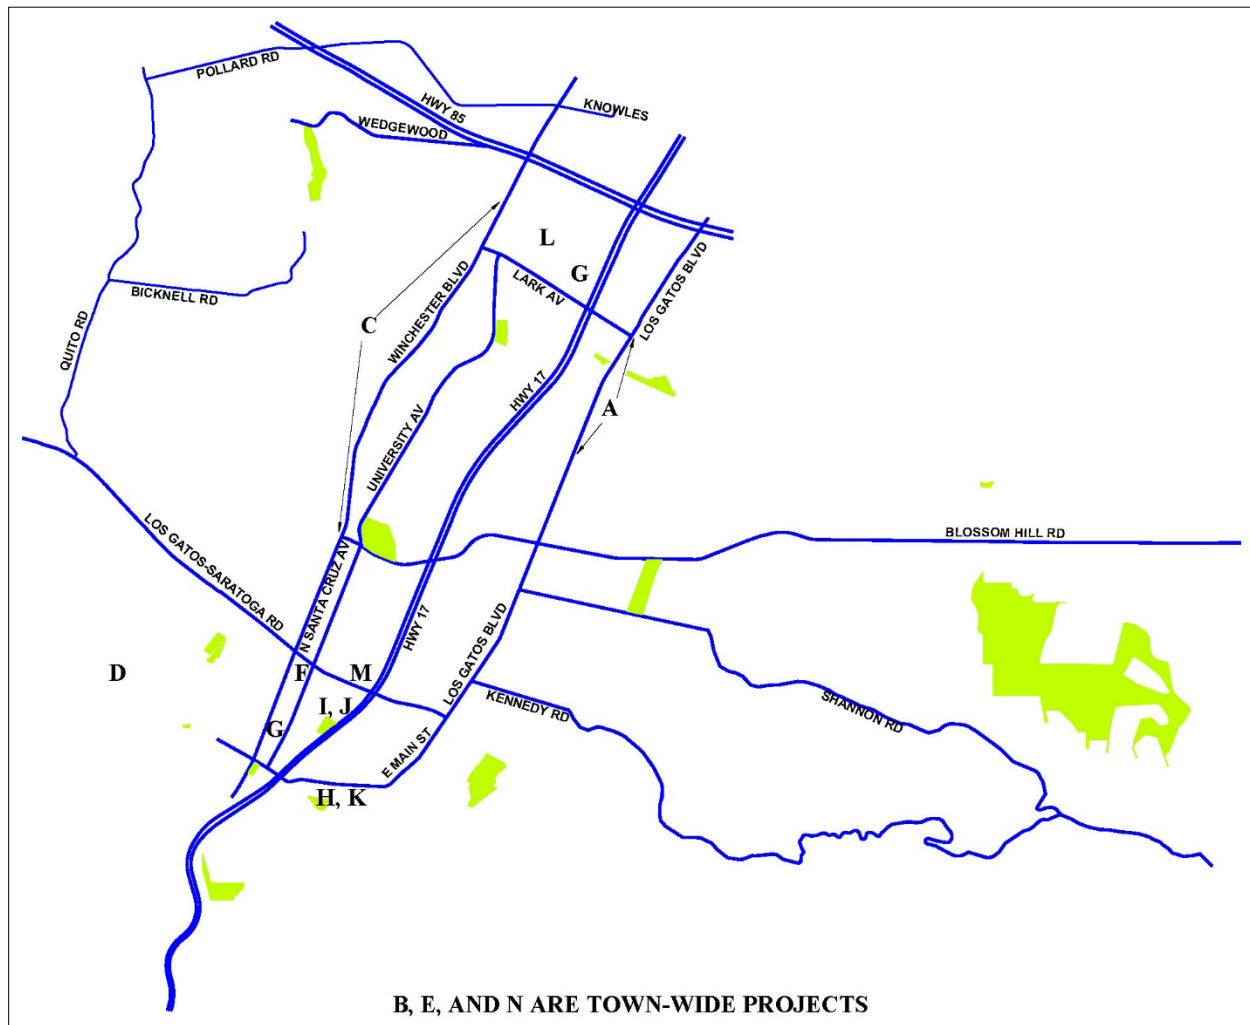 POLLARD RD
HWY 85
KNOWLES
WEDGEWOOD
L
G
LOS GATOS BLVD
LARK AV
WINCHESTER BLVD
BICKNELL RD
C
QUITO RD
HWY 17
A
UNIVERSITY AV
BLOSSOM HILL RD
LOS GATOS-SARATOGA RD
N SANTA CRUZ AV
HWY 17
LOS GATOS BLVD
D
F
M
KENNEDY RD
SHANNON RD
I, J
G
E MAIN ST
H, K
B, E, AND N ARE TOWN-WIDE PROJECTS